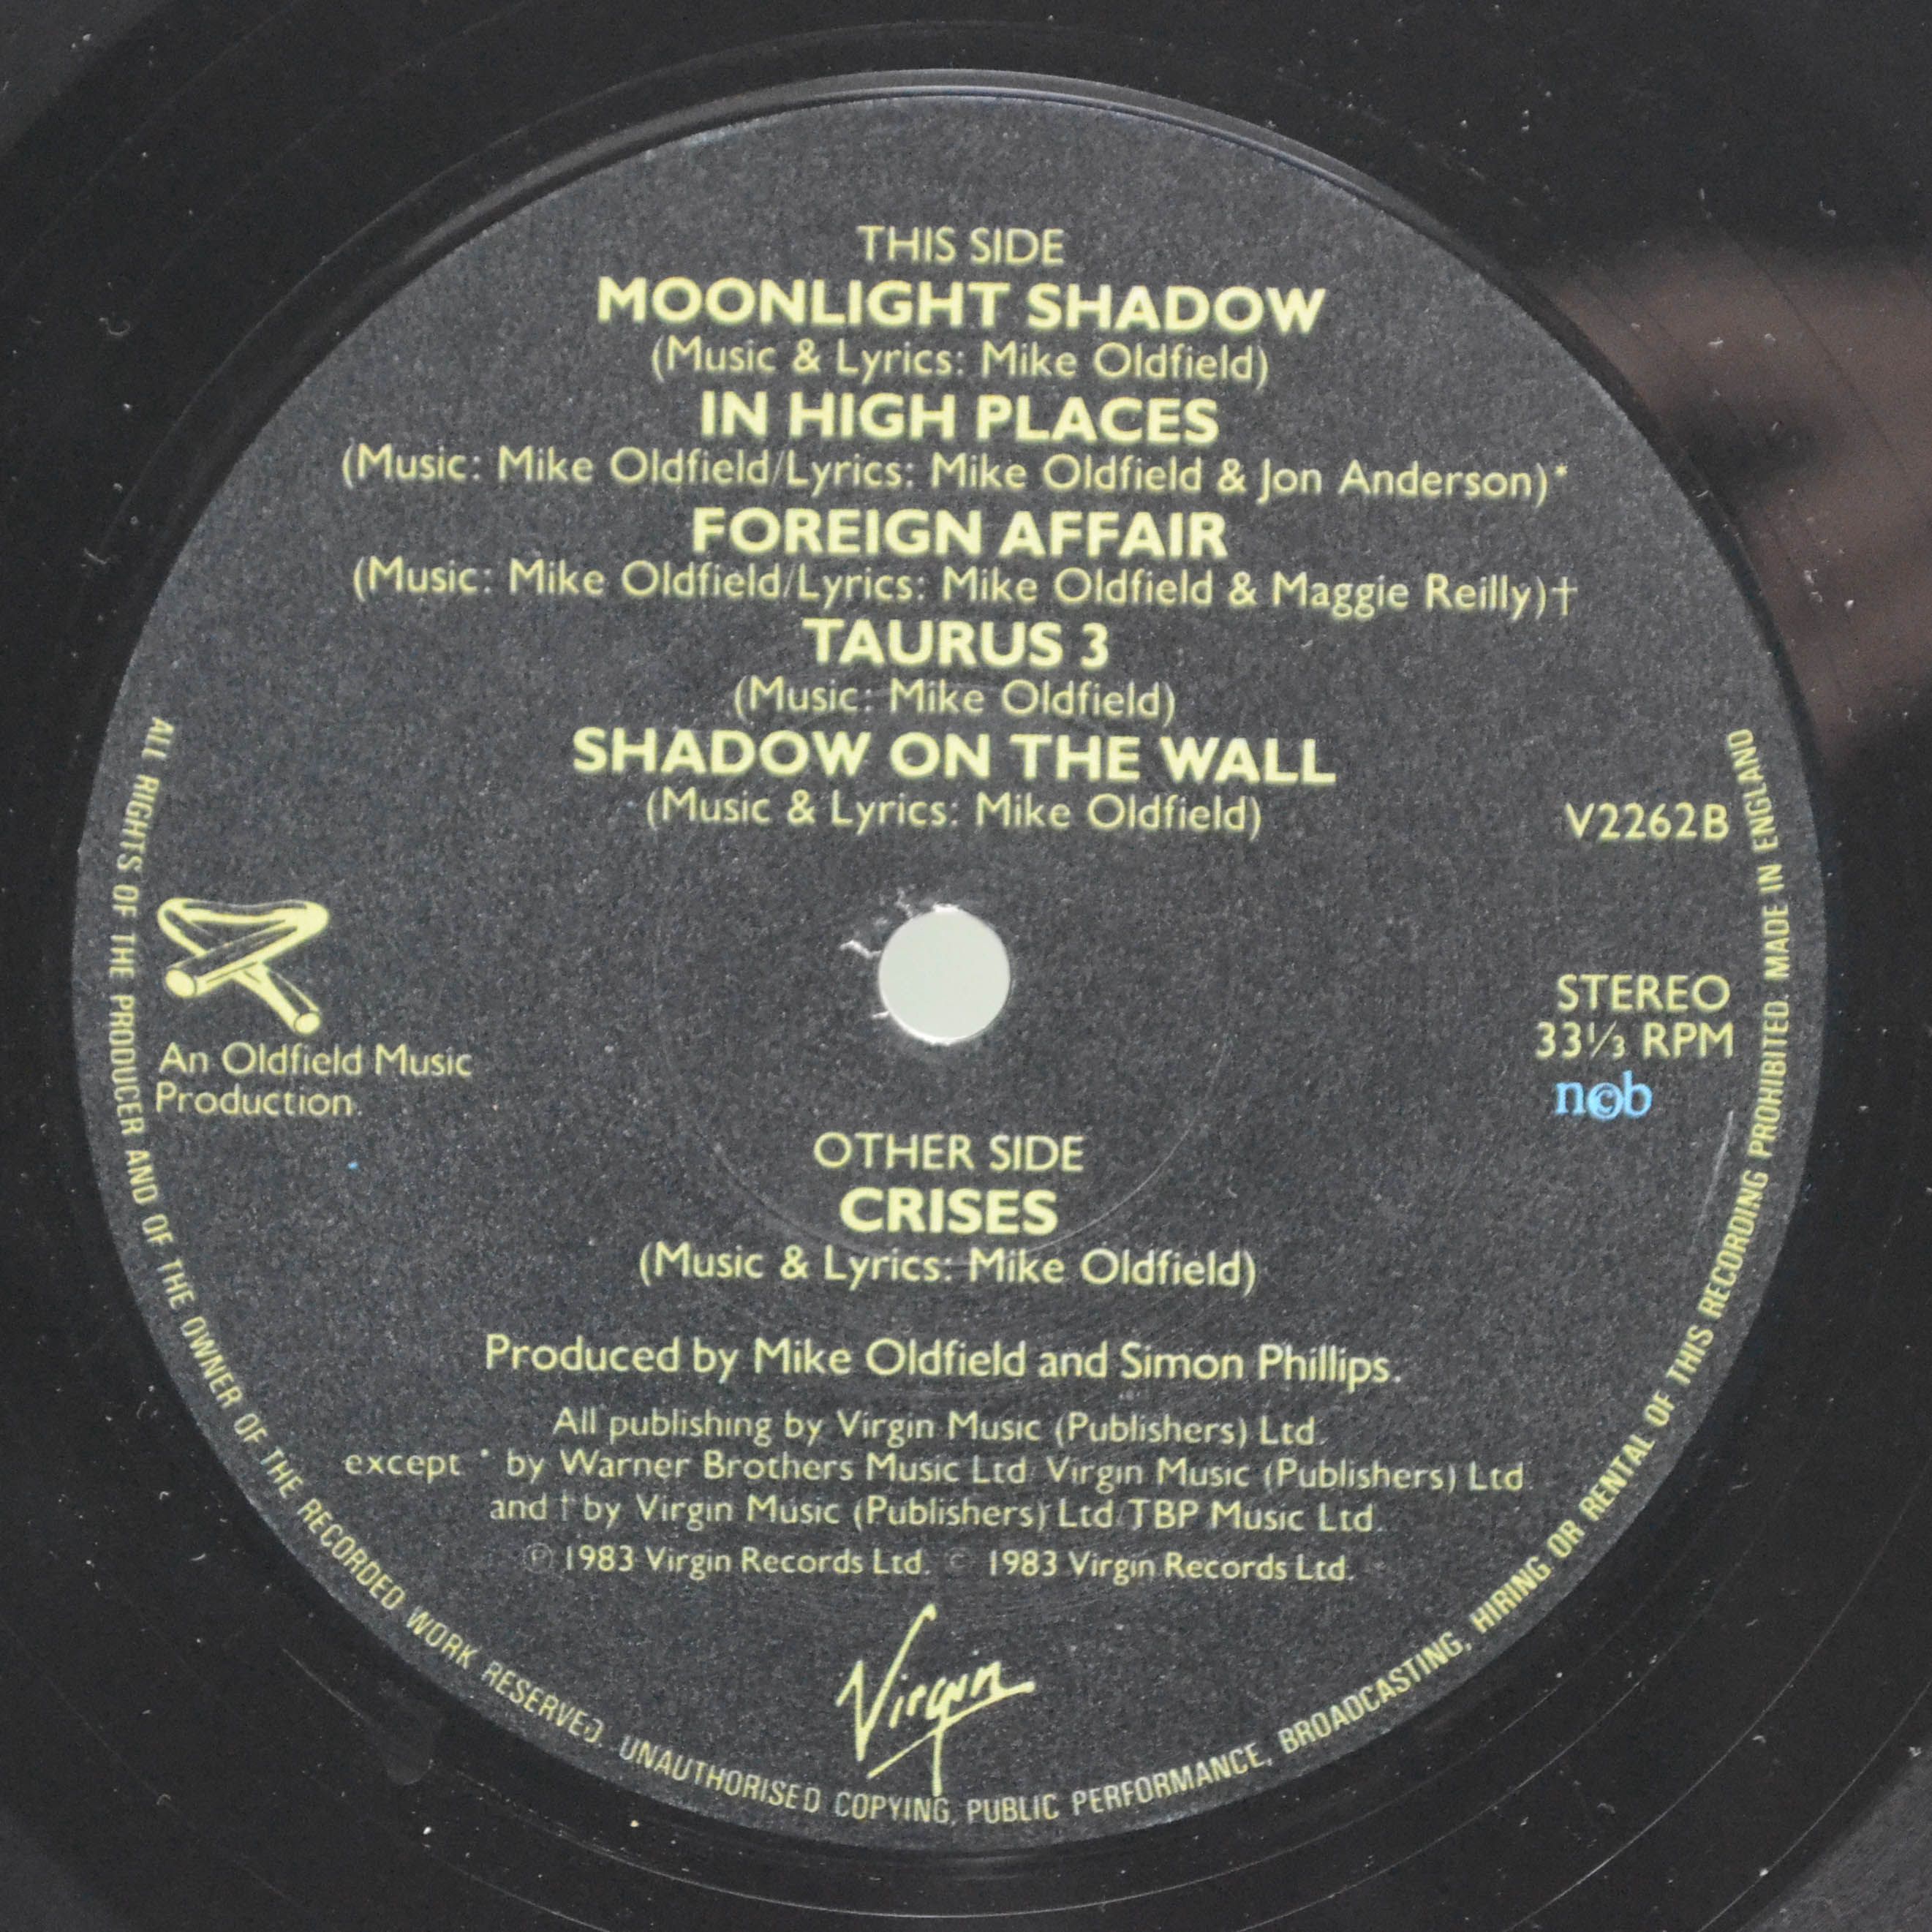 THIS SIDE
MOONLIGHT SHADOW
(Music & Lyrics: Mike Oldfield)
IN HIGH PLACES
(Music: Mike Oldfield/Lyrics: Mike Oldfield & Jon Anderson)*
FOREIGN AFFAIR
(Music: Mike Oldfield/Lyrics: Mike Oldfield & Maggie Reilly)†
TAURUS 3
(Music: Mike Oldfield)
SHADOW ON THE WALL
(Music & Lyrics: Mike Oldfield)
V2262B
An Oldfield Music
Production.
STEREO
33⅓ RPM
n©b
OTHER SIDE
CRISES
(Music & Lyrics: Mike Oldfield)
Produced by Mike Oldfield and Simon Phillips.
All publishing by Virgin Music (Publishers) Ltd.
except * by Warner Brothers Music Ltd/Virgin Music (Publishers) Ltd.
and † by Virgin Music (Publishers) Ltd/TBP Music Ltd.
℗ 1983 Virgin Records Ltd. © 1983 Virgin Records Ltd.
Virgin
ALL RIGHTS OF THE PRODUCER AND OF THE OWNER OF THE RECORDED WORK RESERVED. UNAUTHORISED COPYING, PUBLIC PERFORMANCE, BROADCASTING, HIRING OR RENTAL OF THIS RECORDING PROHIBITED. MADE IN ENGLAND